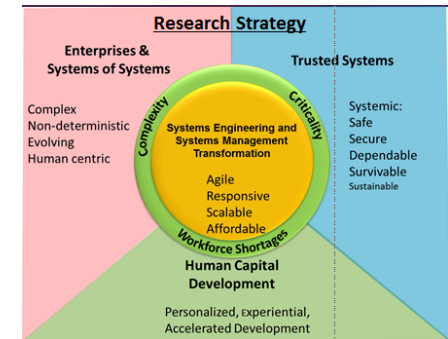 Research Strategy
Enterprises &
Systems of Systems
Complex
Non-deterministic
Evolving
Human centric
Trusted Systems
Systemic:
Safe
Secure
Dependable
Survivable
Sustainable
Complexity
Criticality
Workforce Shortages
Systems Engineering and
Systems Management
Transformation
Agile
Responsive
Scalable
Affordable
Human Capital
Development
Personalized, experiential,
Accelerated Development